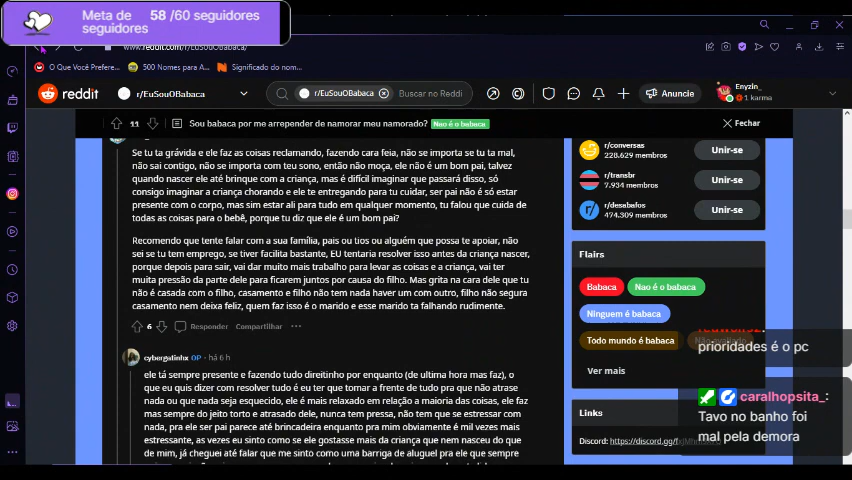 Meta de seguidores
58 /60 seguidores
www.reddit.com/r/EuSouOBabaca/
O Que Você Prefere...
500 Nomes para A...
Significado do nom...
reddit
r/EuSouOBabaca
r/EuSouOBabaca
Buscar no Reddi
Anuncie
Enyzin_
1 karma
11
Sou babaca por me arrepender de namorar meu namorado?
Nao é o babaca
Fechar
Se tu ta grávida e ele faz as coisas reclamando, fazendo cara feia, não se importa se tu ta mal,
não sai contigo, não se importa com teu sono, então não moça, ele não é um bom pai, talvez
quando nascer ele até brinque com a criança, mas é difícil imaginar que passará disso, só
consigo imaginar a criança chorando e ele te entregando para tu cuidar, ser pai não é só estar
presente com o corpo, mas sim estar ali para tudo em qualquer momento, tu falou que cuida de
todas as coisas para o bebê, porque tu diz que ele é um bom pai?
Recomendo que tente falar com a sua família, pais ou tios ou alguém que possa te apoiar, não
sei se tu tem emprego, se tiver facilita bastante, EU tentaria resolver isso antes da criança nascer,
porque depois para sair, vai dar muito mais trabalho para levar as coisas e a criança, vai ter
muita pressão da parte dele para ficarem juntos por causa do filho. Mas grita na cara dele que tu
não é casada com o filho, casamento e filho não tem nada haver um com outro, filho não segura
casamento nem deixa feliz, quem faz isso é o marido e esse marido ta falhando rudimente.
6
Responder
Compartilhar
cybergatinhx OP · há 6 h
ele tá sempre presente e fazendo tudo direitinho por enquanto (de ultima hora mas faz), o
que eu quis dizer com resolver tudo é eu ter que tomar a frente de tudo pra que não atrase
nada ou que nada seja esquecido, ele é mais relaxado em relação a maioria das coisas, ele faz
mas sempre do jeito torto e atrasado dele, nunca tem pressa, não tem que se estressar com
nada, pra ele ser pai parece até brincadeira enquanto pra mim obviamente é mil vezes mais
estressante, as vezes eu sinto como se ele gostasse mais da criança que nem nasceu do que
de mim, já cheguei até falar que me sinto como uma barriga de aluguel pra ele que sempre
r/conversas
228.629 membros
Unir-se
r/transbr
7.934 membros
Unir-se
r/desabafos
474.309 membros
Unir-se
Flairs
Babaca
Nao é o babaca
Ninguem é babaca
Todo mundo é babaca
Ver mais
Links
Discord: https://discord.gg/
prioridades é o pc
caralhopsita_:
Tavo no banho foi
mal pela demora